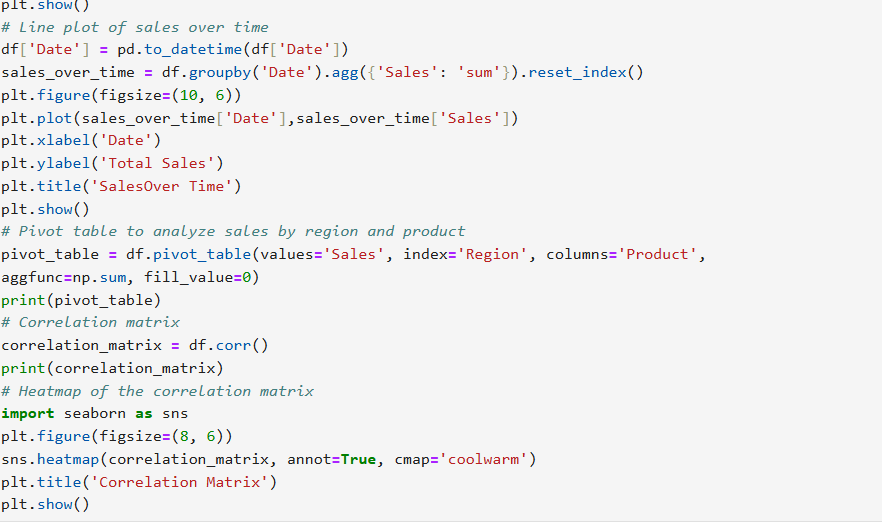 plt.show()
# Line plot of sales over time
df['Date'] = pd.to_datetime(df['Date'])
sales_over_time = df.groupby('Date').agg({'Sales': 'sum'}).reset_index()
plt.figure(figsize=(10, 6))
plt.plot(sales_over_time['Date'],sales_over_time['Sales'])
plt.xlabel('Date')
plt.ylabel('Total Sales')
plt.title('SalesOver Time')
plt.show()
# Pivot table to analyze sales by region and product
pivot_table = df.pivot_table(values='Sales', index='Region', columns='Product',
aggfunc=np.sum, fill_value=0)
print(pivot_table)
# Correlation matrix
correlation_matrix = df.corr()
print(correlation_matrix)
# Heatmap of the correlation matrix
import seaborn as sns
plt.figure(figsize=(8, 6))
sns.heatmap(correlation_matrix, annot=True, cmap='coolwarm')
plt.title('Correlation Matrix')
plt.show()